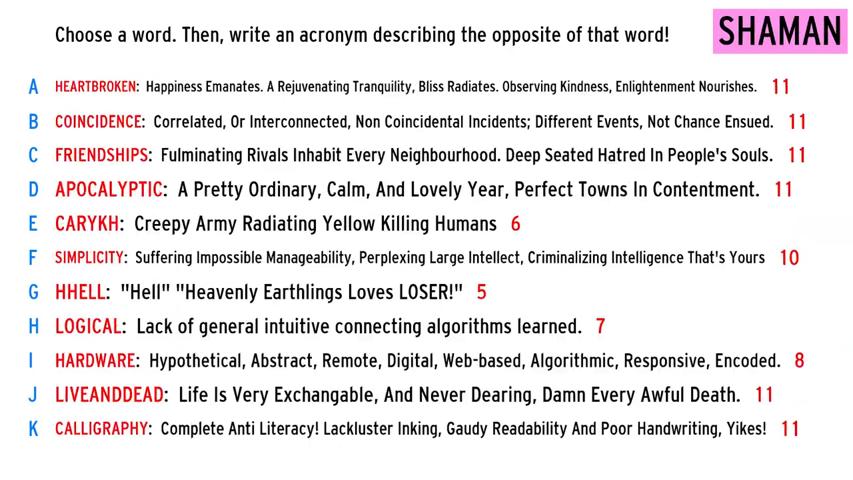 Choose a word. Then, write an acronym describing the opposite of that word!
SHAMAN
A HEARTBROKEN: Happiness Emanates. A Rejuvenating Tranquility, Bliss Radiates. Observing Kindness, Enlightenment Nourishes. 11
B COINCIDENCE: Correlated, Or Interconnected, Non Coincidental Incidents; Different Events, Not Chance Ensued. 11
C FRIENDSHIPS: Fulminating Rivals Inhabit Every Neighbourhood. Deep Seated Hatred In People's Souls. 11
D APOCALYPTIC: A Pretty Ordinary, Calm, And Lovely Year, Perfect Towns In Contentment. 11
E CARYKH: Creepy Army Radiating Yellow Killing Humans 6
F SIMPLICITY: Suffering Impossible Manageability, Perplexing Large Intellect, Criminalizing Intelligence That's Yours 10
G HHELL: "Hell" "Heavenly Earthlings Loves LOSER!" 5
H LOGICAL: Lack of general intuitive connecting algorithms learned. 7
I HARDWARE: Hypothetical, Abstract, Remote, Digital, Web-based, Algorithmic, Responsive, Encoded. 8
J LIVEANDDEAD: Life Is Very Exchangable, And Never Dearing, Damn Every Awful Death. 11
K CALLIGRAPHY: Complete Anti Literacy! Lackluster Inking, Gaudy Readability And Poor Handwriting, Yikes! 11